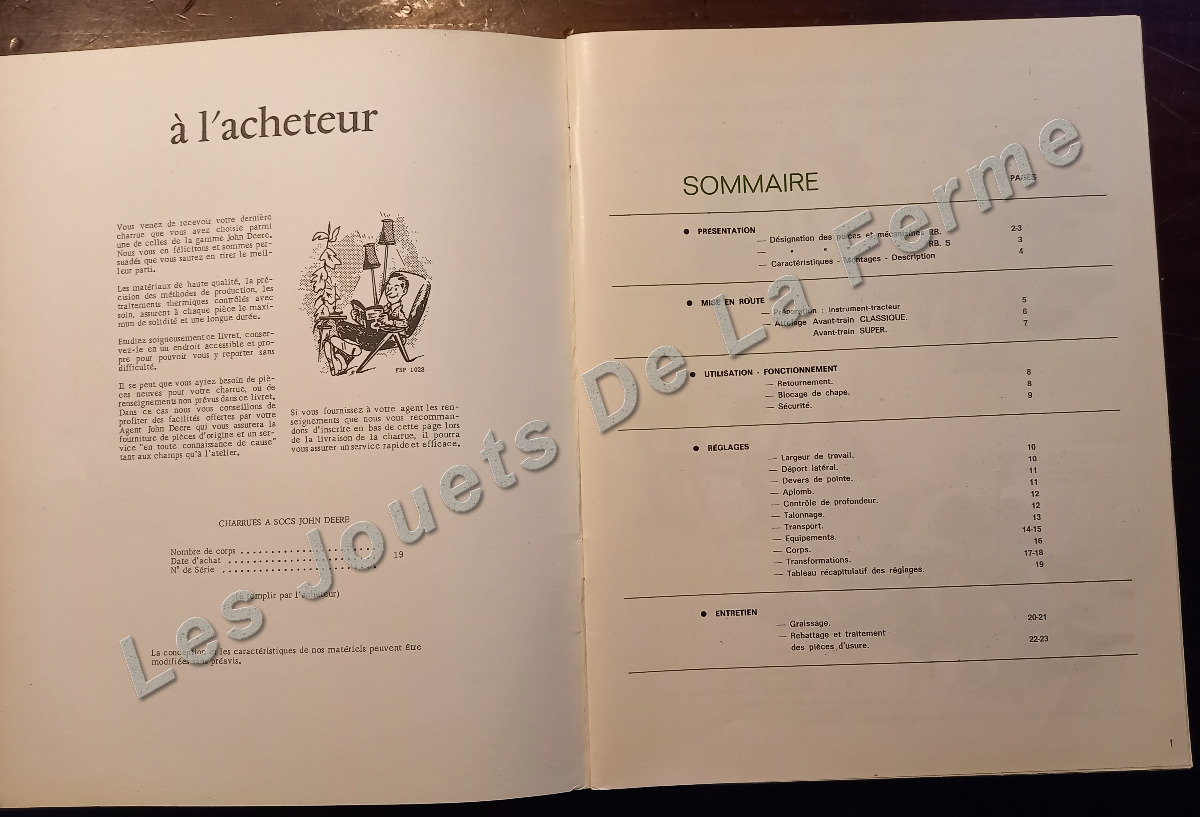 à l'acheteur
Vous venez de recevoir votre dernière
charrue que vous avez choisie parmi
une de celles de la gamme John Deere.
Nous vous en félicitons et sommes per-
suadés que vous saurez en tirer le meil-
leur parti.
Les matériaux de haute qualité, la pré-
cision des méthodes de production, les
traitements thermiques contrôlés avec
soin, assurent à chaque pièce le maxi-
mun de solidité et une longue durée.
Etudiez soigneusement ce livret, conser-
vez-le en un endroit accessible et pro-
pre pour pouvoir vous y reporter sans
difficulté.
Il se peut que vous ayiez besoin de piè-
ces neuves pour votre charrue, ou de
renseignements non prévus dans ce livret.
Dans ce cas nous vous conseillons de
profiter des facilités offertes par votre
Agent John Deere qui vous assurera la
fourniture de pièces d'origine et un ser-
vice "en toute connaissance de cause"
tant aux champs qu'à l'atelier.
FSP 1023
Si vous fournissez à votre agent les ren-
seignements que nous vous recomman-
dons d'inscrire en bas de cette page lors
de la livraison de la charrue, il pourra
vous assurer un service rapide et efficace.
CHARRUES A SOCS JOHN DEERE
Nombre de corps . . . . . . . . . . . . . . . . . . . . . .
Date d'achat . . . . . . . . . . . . . . . . . . . . . . . . 19
N° de Série . . . . . . . . . . . . . . . . . . . . . . . .
(à remplir par l'acheteur)
La conception et les caractéristiques de nos matériels peuvent être
modifiées sans préavis.
SOMMAIRE PAGES
● PRÉSENTATION
— Désignation des pièces et mécanismes RB. 2-3
— " " RB. S 3
— Caractéristiques - Montages - Description 4
● MISE EN ROUTE
— Préparation : instrument-tracteur 5
— Attelage Avant-train CLASSIQUE. 6
Avant-train SUPER. 7
● UTILISATION - FONCTIONNEMENT
— Retournement. 8
— Blocage de chape. 8
— Sécurité. 9
● RÉGLAGES
— Largeur de travail. 10
— Déport latéral. 10
— Devers de pointe. 11
— Aplomb. 11
— Contrôle de profondeur. 12
— Talonnage. 12
— Transport. 13
— Equipements. 14-15
— Corps. 16
— Transformations. 17-18
— Tableau récapitulatif des réglages. 19
● ENTRETIEN
— Graissage. 20-21
— Rebattage et traitement
des pièces d'usure. 22-23
1
Les Jouets De La Ferme